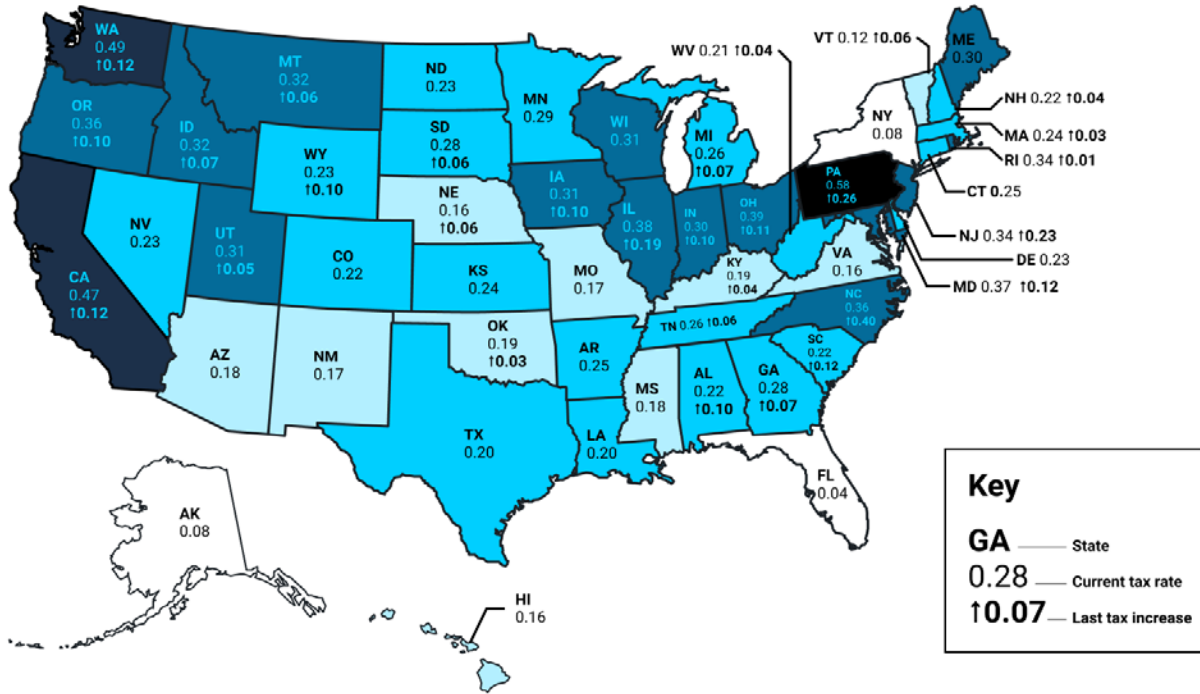 WA
0.49
↑0.12
OR
0.36
↑0.10
CA
0.47
↑0.12
ID
0.32
↑0.07
NV
0.23
MT
0.32
↑0.06
WY
0.23
↑0.10
UT
0.31
↑0.05
AZ
0.18
CO
0.22
NM
0.17
ND
0.23
SD
0.28
↑0.06
NE
0.16
↑0.06
KS
0.24
OK
0.19
↑0.03
TX
0.20
MN
0.29
IA
0.31
↑0.10
MO
0.17
AR
0.25
LA
0.20
WI
0.31
IL
0.38
↑0.19
MS
0.18
MI
0.26
↑0.07
IN
0.30
↑0.10
OH
0.39
↑0.11
KY
0.19
↑0.04
TN 0.26 ↑0.06
AL
0.22
↑0.10
GA
0.28
↑0.07
FL
0.04
SC
0.22
↑0.12
NC
0.36
↑0.40
VA
0.16
WV 0.21 ↑0.04
PA
0.58
↑0.26
NY
0.08
VT 0.12 ↑0.06
ME
0.30
NH 0.22 ↑0.04
MA 0.24 ↑0.03
RI 0.34 ↑0.01
CT 0.25
NJ 0.34 ↑0.23
DE 0.23
MD 0.37 ↑0.12
AK
0.08
HI
0.16
Key
GA State
0.28 Current tax rate
↑0.07 Last tax increase